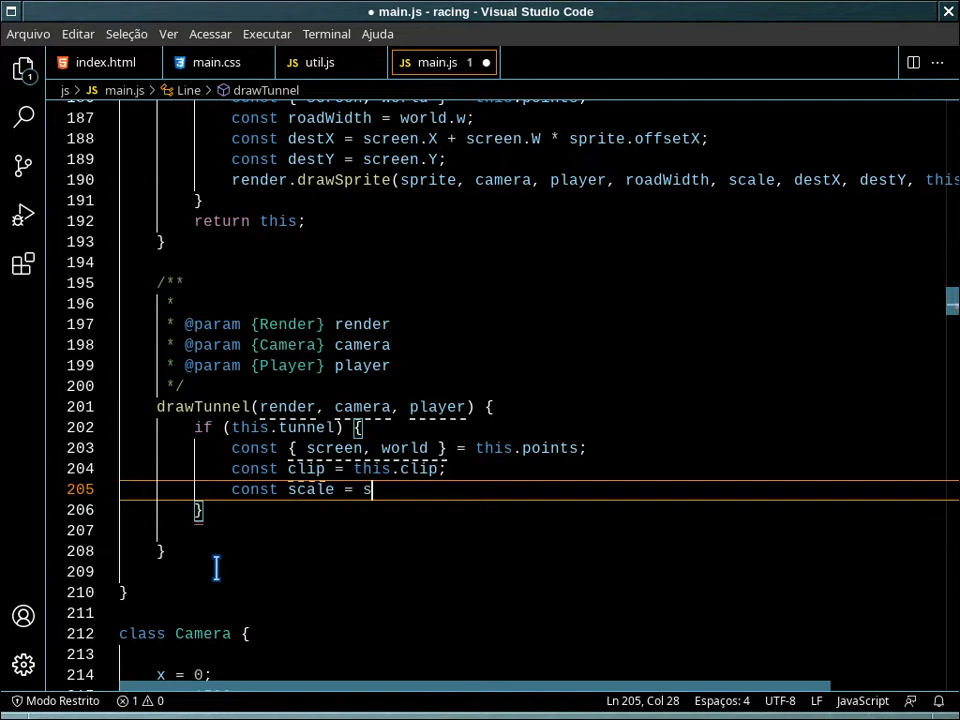 ● main.js - racing - Visual Studio Code
Arquivo Editar Seleção Ver Acessar Executar Terminal Ajuda
index.html main.css util.js main.js 1
js > main.js > Line > drawTunnel
187 const roadWidth = world.w;
188 const destX = screen.X + screen.W * sprite.offsetX;
189 const destY = screen.Y;
190 render.drawSprite(sprite, camera, player, roadWidth, scale, destX, destY, this
191 }
192 return this;
193 }
194
195 /**
196 *
197 * @param {Render} render
198 * @param {Camera} camera
199 * @param {Player} player
200 */
201 drawTunnel(render, camera, player) {
202 if (this.tunnel) {
203 const { screen, world } = this.points;
204 const clip = this.clip;
205 const scale = s
206 }
207
208 }
209
210 }
211
212 class Camera {
213
214 x = 0;
1
Modo Restrito 1 0 Ln 205, Col 28 Espaços: 4 UTF-8 LF JavaScript